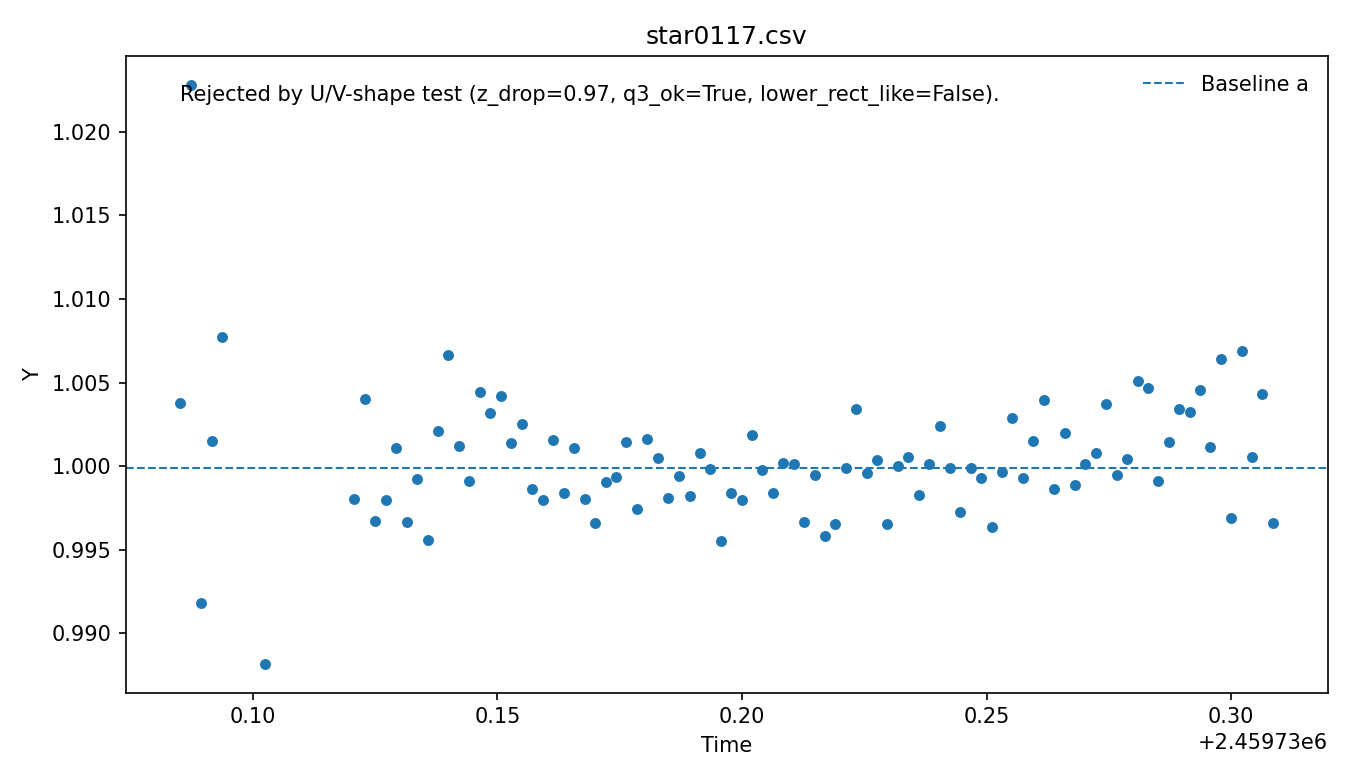 star0117.csv
Rejected by U/V-shape test (z_drop=0.97, q3_ok=True, lower_rect_like=False).
Baseline a
1.020
1.015
1.010
1.005
1.000
0.995
0.990
Y
0.10 0.15 0.20 0.25 0.30
Time
+2.45973e6